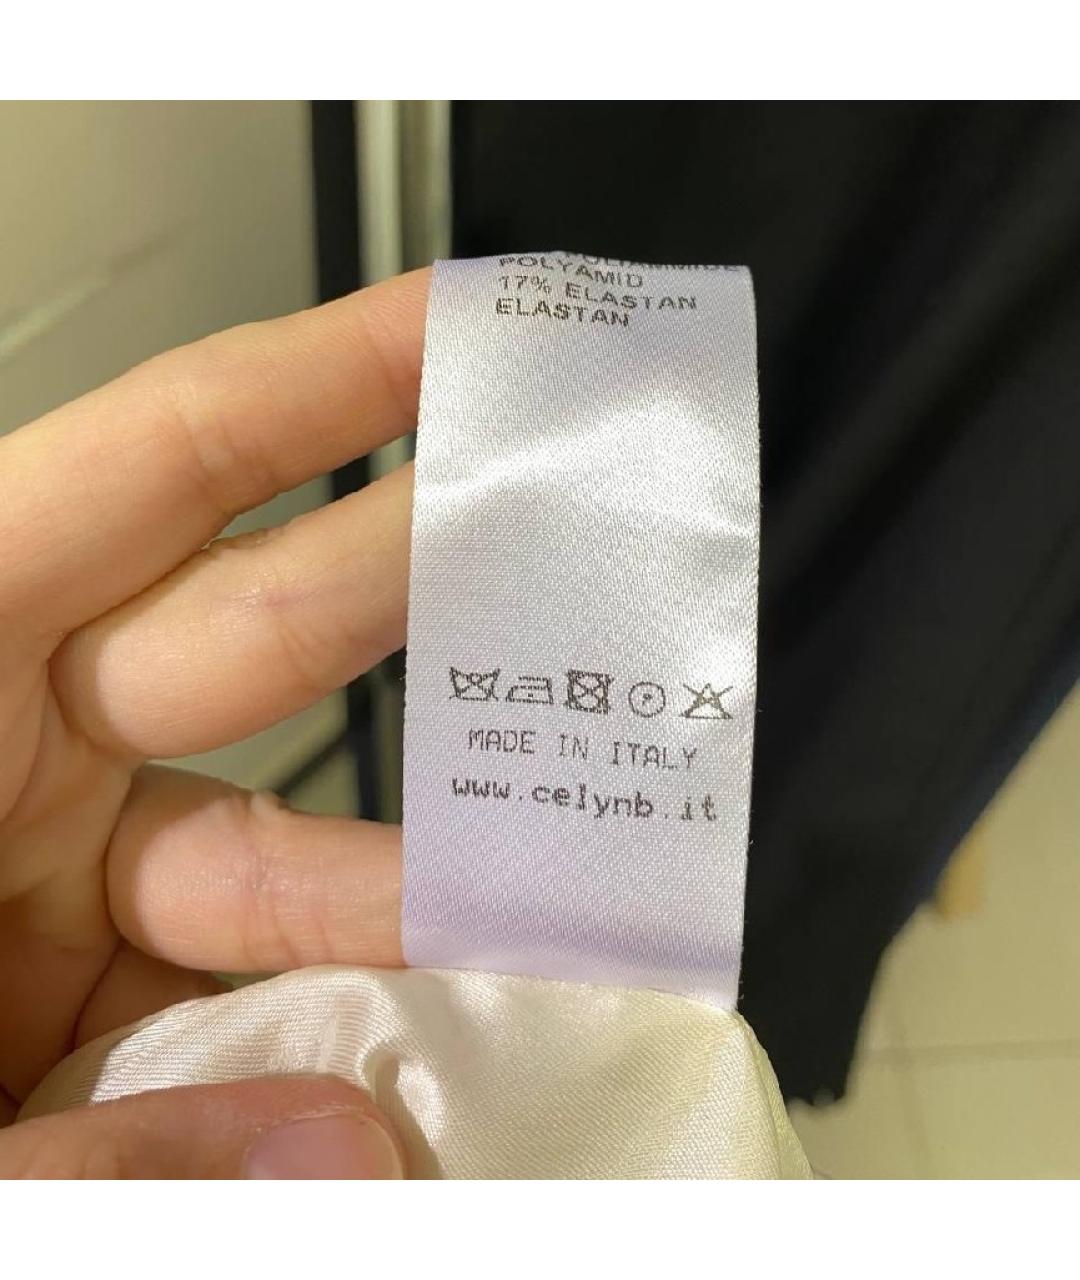 POLYAMID
17% ELASTAN
ELASTAN
MADE IN ITALY
www.celynb.it